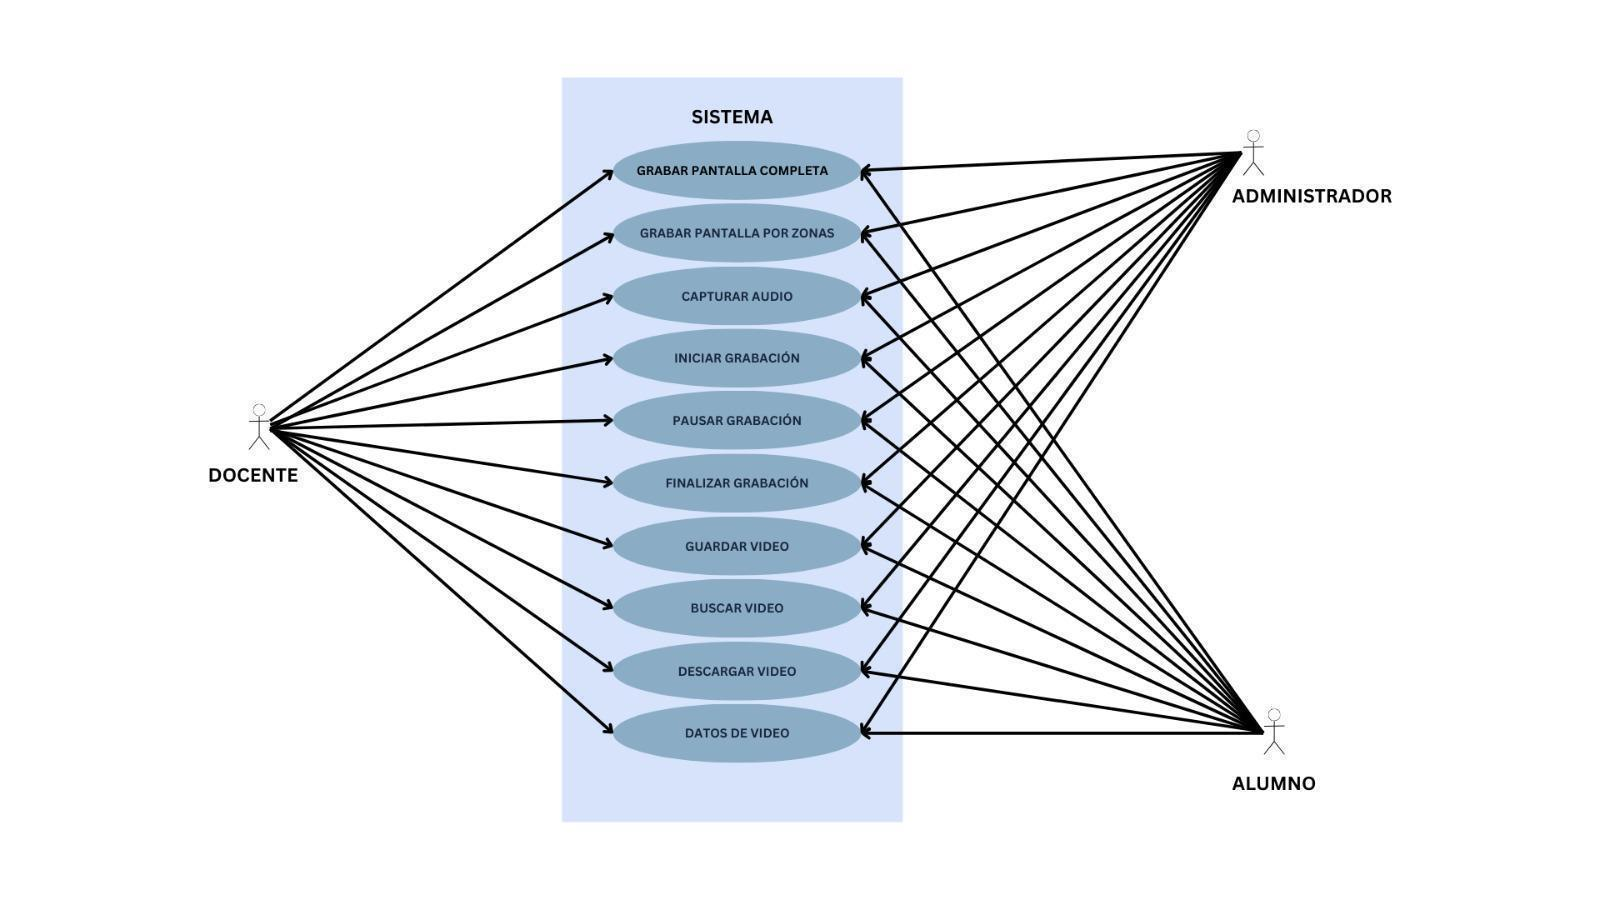 SISTEMA
GRABAR PANTALLA COMPLETA
GRABAR PANTALLA POR ZONAS
CAPTURAR AUDIO
INICIAR GRABACIÓN
PAUSAR GRABACIÓN
FINALIZAR GRABACIÓN
GUARDAR VIDEO
BUSCAR VIDEO
DESCARGAR VIDEO
DATOS DE VIDEO
DOCENTE
ADMINISTRADOR
ALUMNO